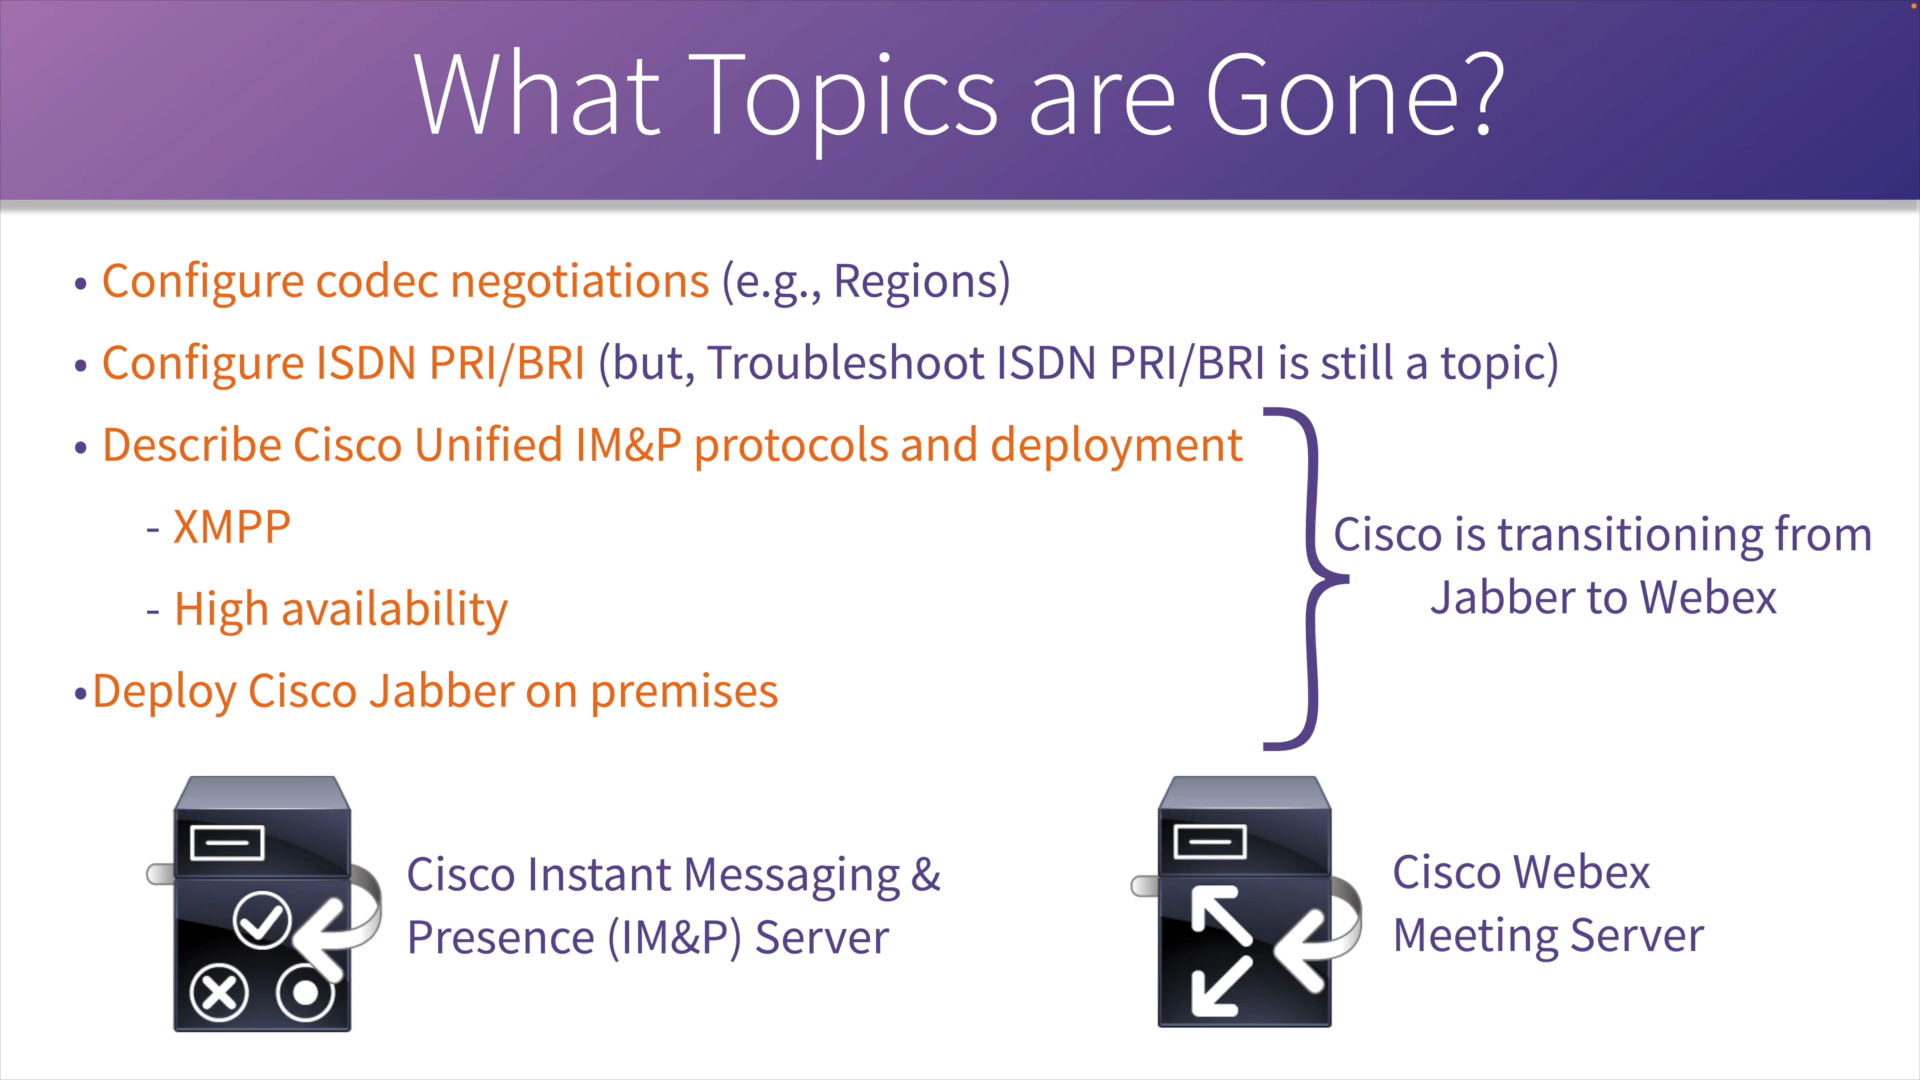 What Topics are Gone?
• Configure codec negotiations (e.g., Regions)
• Configure ISDN PRI/BRI (but, Troubleshoot ISDN PRI/BRI is still a topic)
• Describe Cisco Unified IM&P protocols and deployment
- XMPP
- High availability
•Deploy Cisco Jabber on premises
Cisco is transitioning from
Jabber to Webex
Cisco Instant Messaging &
Presence (IM&P) Server
Cisco Webex
Meeting Server